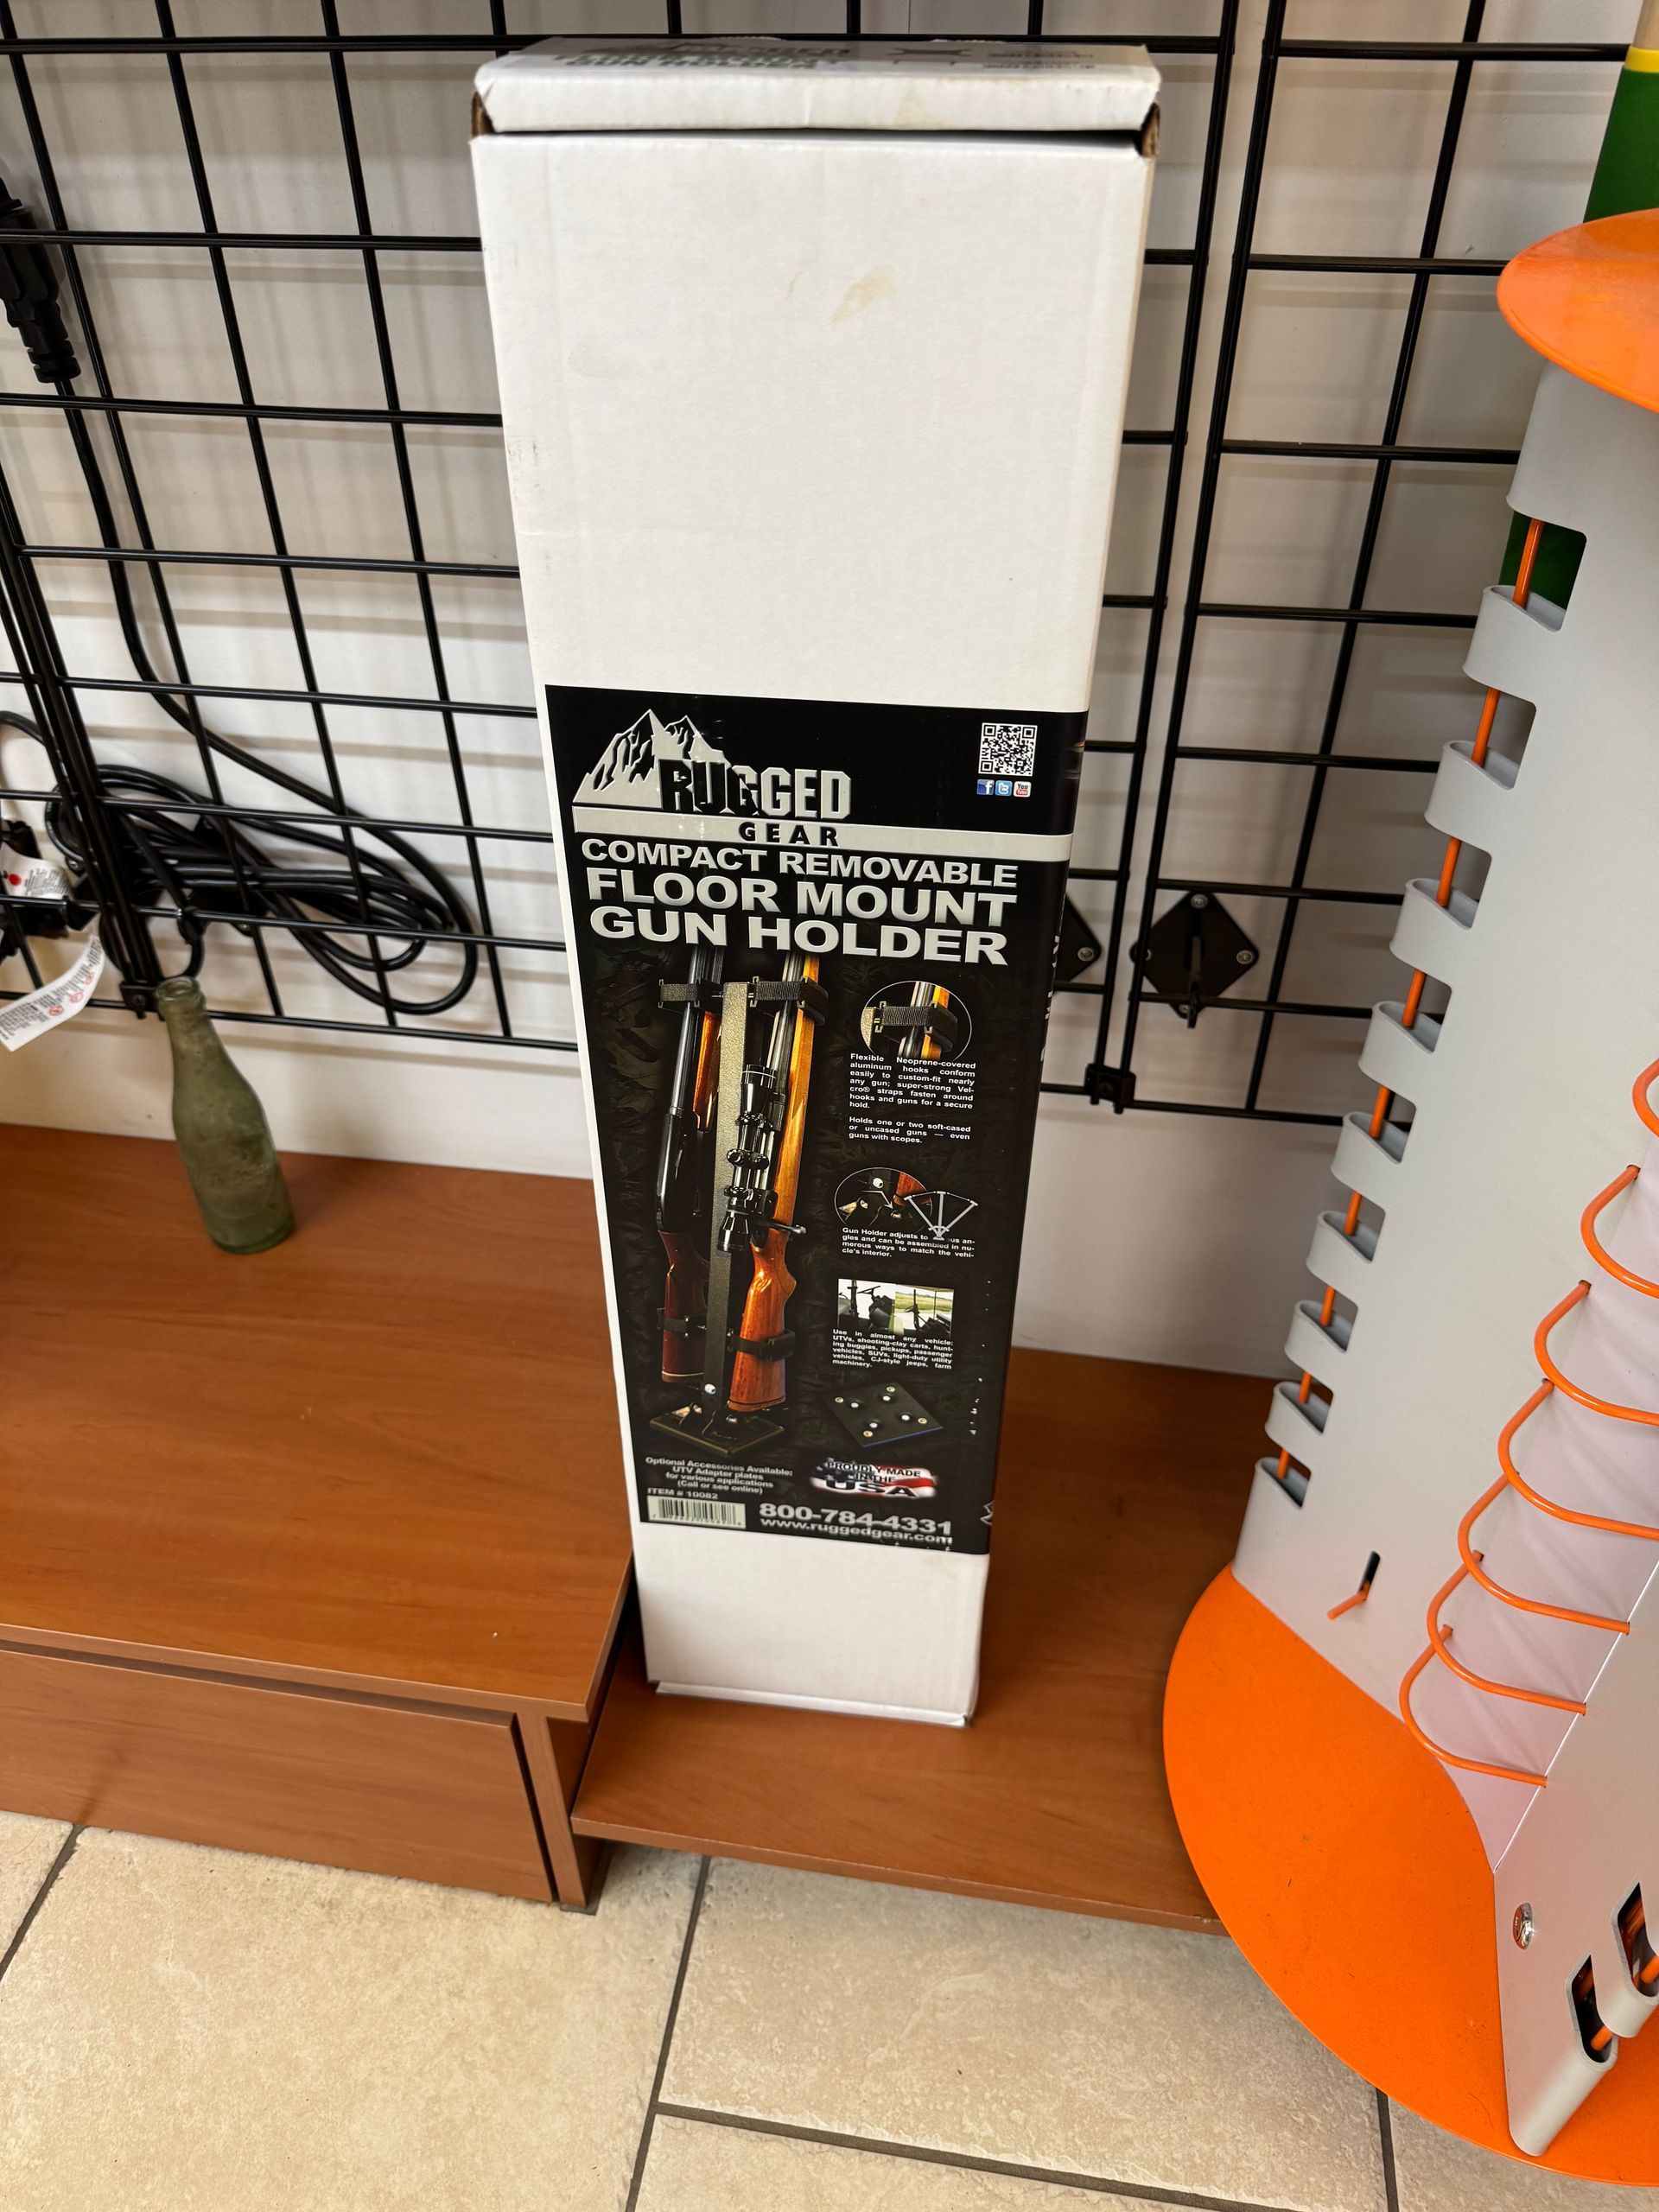 RUGGED
GEAR
COMPACT REMOVABLE
FLOOR MOUNT
GUN HOLDER
Flexible Neoprene-covered
aluminum hooks conform
easily to custom-fit nearly
any gun; super-strong Vel-
cro® straps fasten around
hooks and guns for a secure
hold.
Holds one or two soft-cased
or uncased guns — even
guns with scopes.
Gun Holder adjusts to an-
gles and can be assembled in nu-
merous ways to match the vehi-
cle's interior.
Use in almost any vehicle:
UTVs, shooting-clay carts, hunt-
ing buggies, pickups, passenger
vehicles, SUVs, light-duty utility
vehicles, CJ-style jeeps, farm
machinery.
Optional Accessories Available:
UTV Adapter plates
for various applications
(Call or see online)
ITEM # 10082
PROUDLY MADE
IN THE
USA
800-784-4331
www.ruggedgear.com